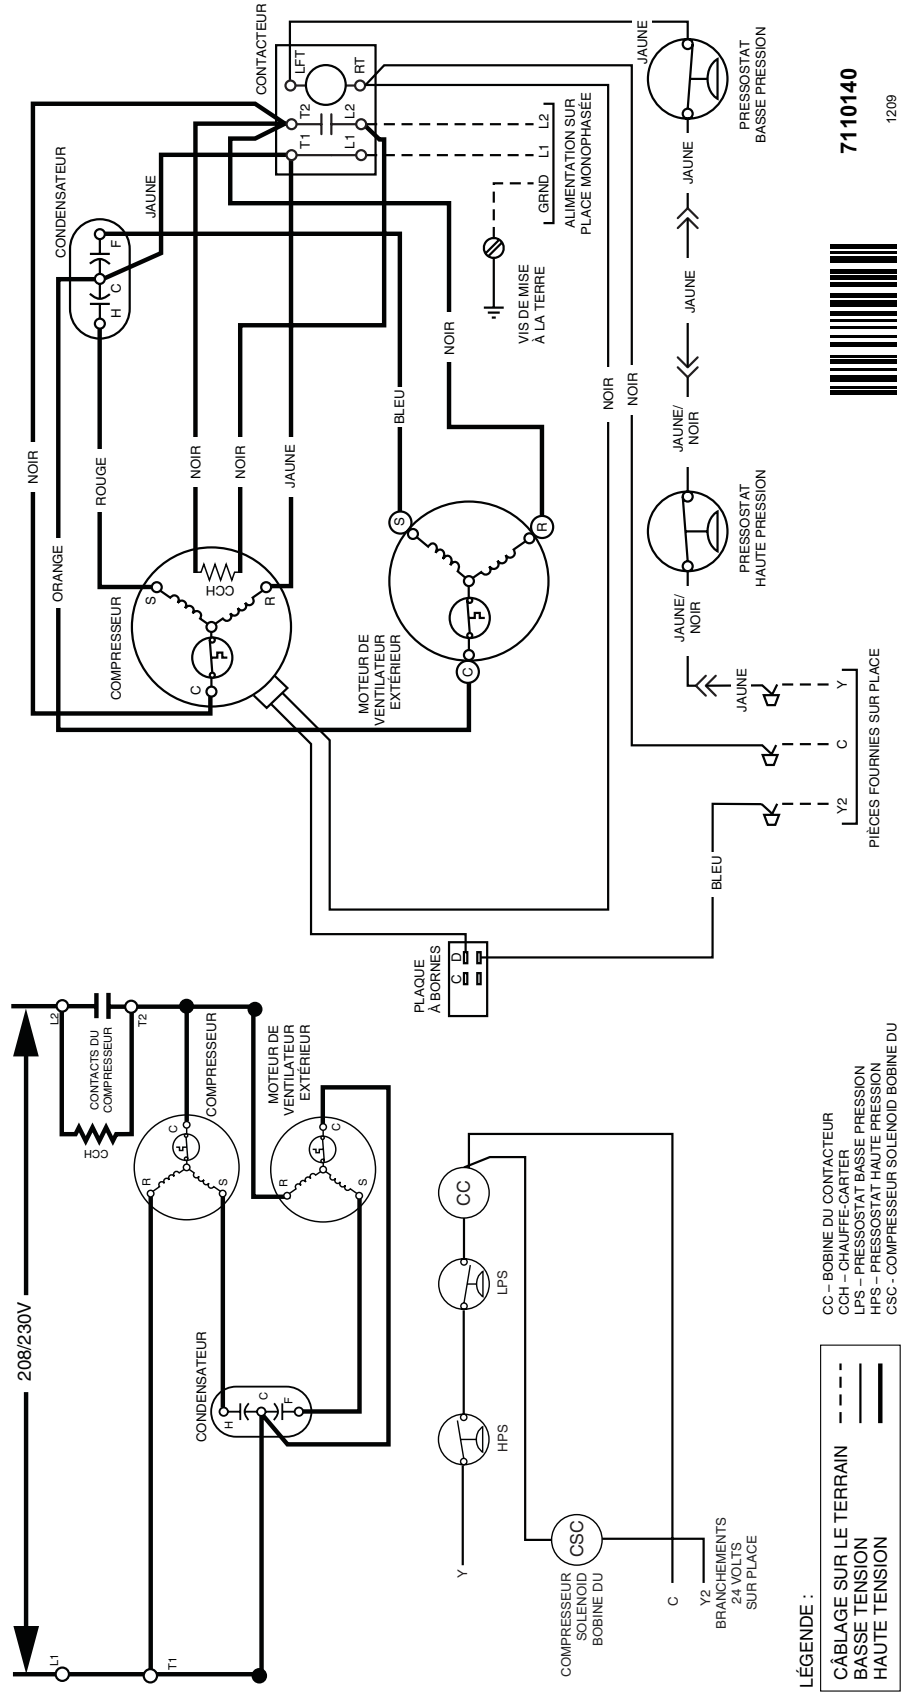 208/230V
L1
T1
L2
T2
CONTACTS DU
COMPRESSEUR
CCH
COMPRESSEUR
R
C
S
MOTEUR DE
VENTILATEUR
EXTÉRIEUR
R
C
S
CONDENSATEUR
H
C
F
Y
HPS
LPS
CC
CSC
COMPRESSEUR
SOLENOID
BOBINE DU
C
Y2
BRANCHEMENTS
24 VOLTS
SUR PLACE
LÉGENDE :
CÂBLAGE SUR LE TERRAIN
BASSE TENSION
HAUTE TENSION
CC – BOBINE DU CONTACTEUR
CCH – CHAUFFE-CARTER
LPS – PRESSOSTAT BASSE PRESSION
HPS – PRESSOSTAT HAUTE PRESSION
CSC - COMPRESSEUR SOLENOID BOBINE DU
NOIR
ORANGE
ROUGE
NOIR
NOIR
JAUNE
COMPRESSEUR
S
CCH
R
C
CONDENSATEUR
H
C
F
JAUNE
CONTACTEUR
LFT
RT
T2
L2
T1
L1
BLEU
NOIR
MOTEUR DE
VENTILATEUR
EXTÉRIEUR
S
R
C
VIS DE MISE
À LA TERRE
GRND
L1
L2
ALIMENTATION SUR
PLACE MONOPHASÉE
NOIR
NOIR
PLAQUE
À BORNES
C
D
BLEU
JAUNE
PRESSOSTAT
BASSE PRESSION
JAUNE
JAUNE
JAUNE/
NOIR
PRESSOSTAT
HAUTE PRESSION
JAUNE/
NOIR
JAUNE
Y2
C
Y
PIÈCES FOURNIES SUR PLACE
7110140
1209